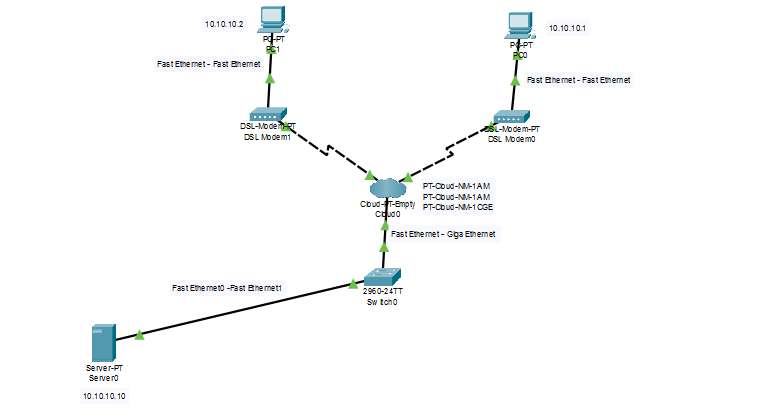 10.10.10.2
10.10.10.1
PC-PT
PC1
PC-PT
PC0
Fast Ethernet - Fast Ethernet
Fast Ethernet - Fast Ethernet
DSL-Modem-PT
DSL Modem1
DSL-Modem-PT
DSL Modem0
Cloud-PT-Empty
Cloud0
PT-Cloud-NM-1AM
PT-Cloud-NM-1AM
PT-Cloud-NM-1CGE
Fast Ethernet - Giga Ethernet
2960-24TT
Switch0
Fast Ethernet0 -Fast Ethernet1
Server-PT
Server0
10.10.10.10